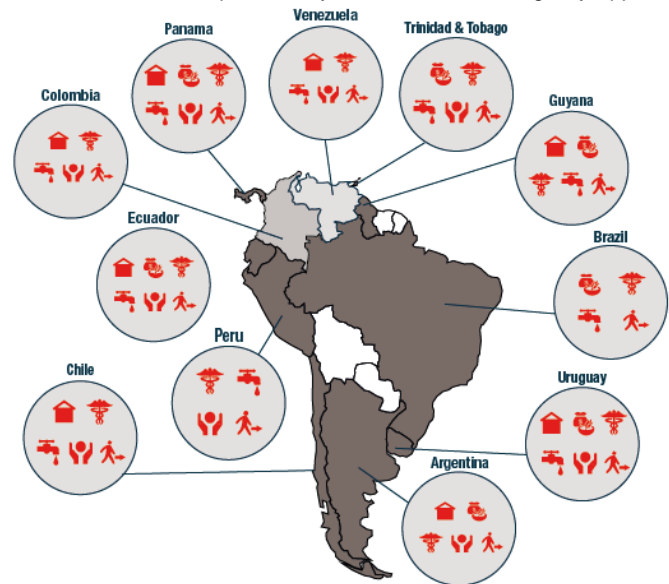 Venezuela
Panama
Trinidad & Tobago
Colombia
Guyana
Ecuador
Brazil
Peru
Chile
Uruguay
Argentina